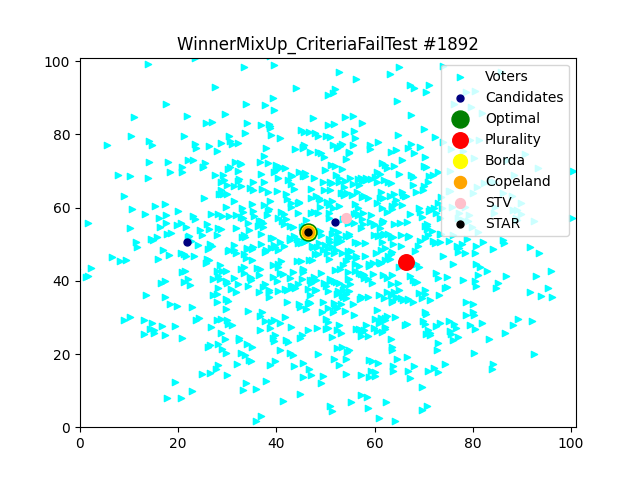 WinnerMixUp_CriteriaFailTest #1892
100
80
60
40
20
0
0 20 40 60 80 100
Voters
Candidates
Optimal
Plurality
Borda
Copeland
STV
STAR